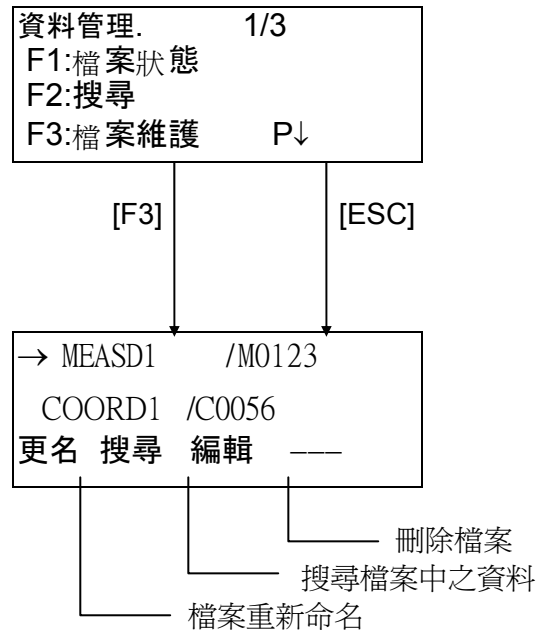 資料管理. 1/3
F1:檔案狀態
F2:搜尋
F3:檔案維護 P↓
[F3] [ESC]
→ MEASD1 /M0123
COORD1 /C0056
更名 搜尋 編輯 ---
刪除檔案
搜尋檔案中之資料
檔案重新命名